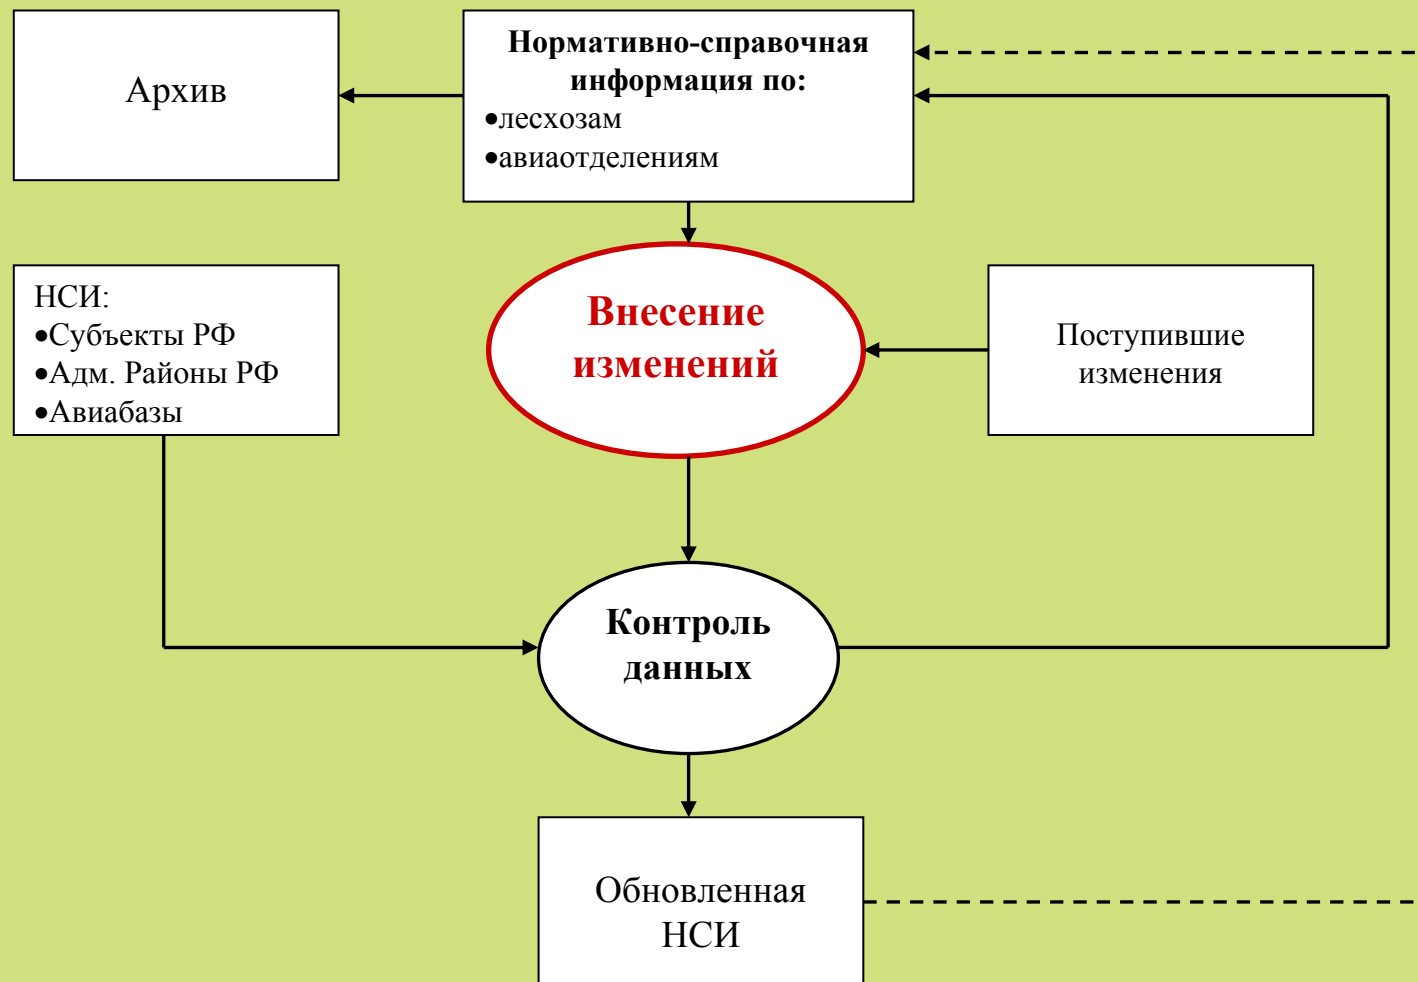 Архив
Нормативно-справочная
информация по:
•лесхозам
•авиаотделениям
НСИ:
•Субъекты РФ
•Адм. Районы РФ
•Авиабазы
Внесение
изменений
Поступившие
изменения
Контроль
данных
Обновленная
НСИ